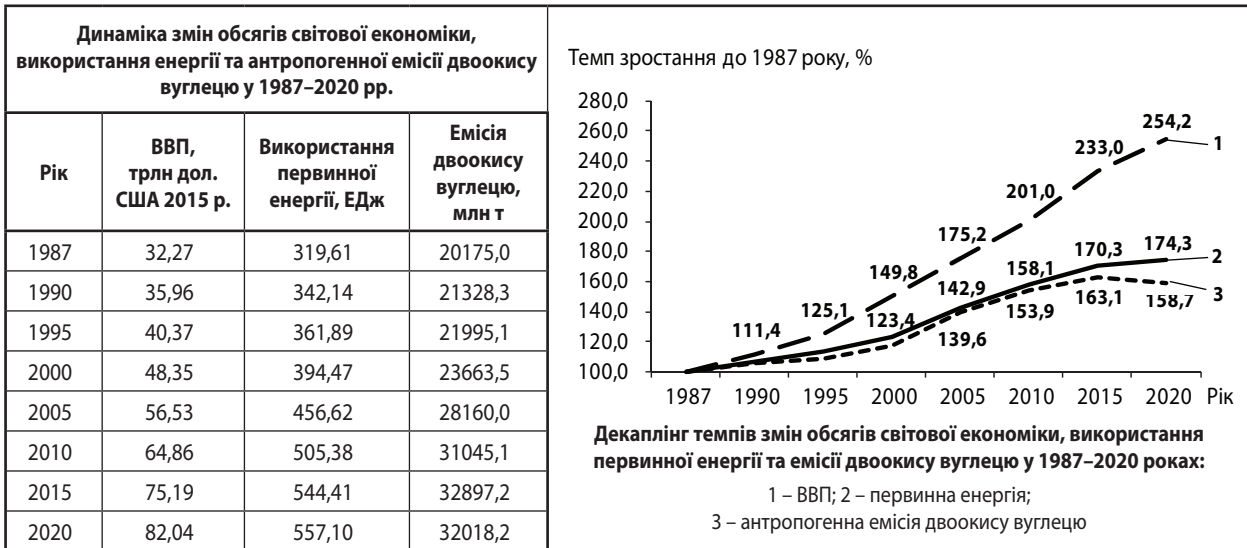 Динаміка змін обсягів світової економіки,
використання енергії та антропогенної емісії двоокису
вуглецю у 1987–2020 рр.
Рік
ВВП,
трлн дол.
США 2015 р.
Використання
первинної
енергії, ЕДж
Емісія
двоокису
вуглецю,
млн т
1987 32,27 319,61 20175,0
1990 35,96 342,14 21328,3
1995 40,37 361,89 21995,1
2000 48,35 394,47 23663,5
2005 56,53 456,62 28160,0
2010 64,86 505,38 31045,1
2015 75,19 544,41 32897,2
2020 82,04 557,10 32018,2
Темп зростання до 1987 року, %
280,0
260,0
240,0
220,0
200,0
180,0
160,0
140,0
120,0
100,0
111,4
125,1
149,8
175,2
201,0
233,0
254,2
1
123,4
142,9
158,1
170,3
174,3
2
139,6
153,9
163,1
158,7
3
1987 1990 1995 2000 2005 2010 2015 2020 Рік
Декаплінг темпів змін обсягів світової економіки, використання
первинної енергії та емісії двоокису вуглецю у 1987–2020 роках:
1 – ВВП; 2 – первинна енергія;
3 – антропогенна емісія двоокису вуглецю